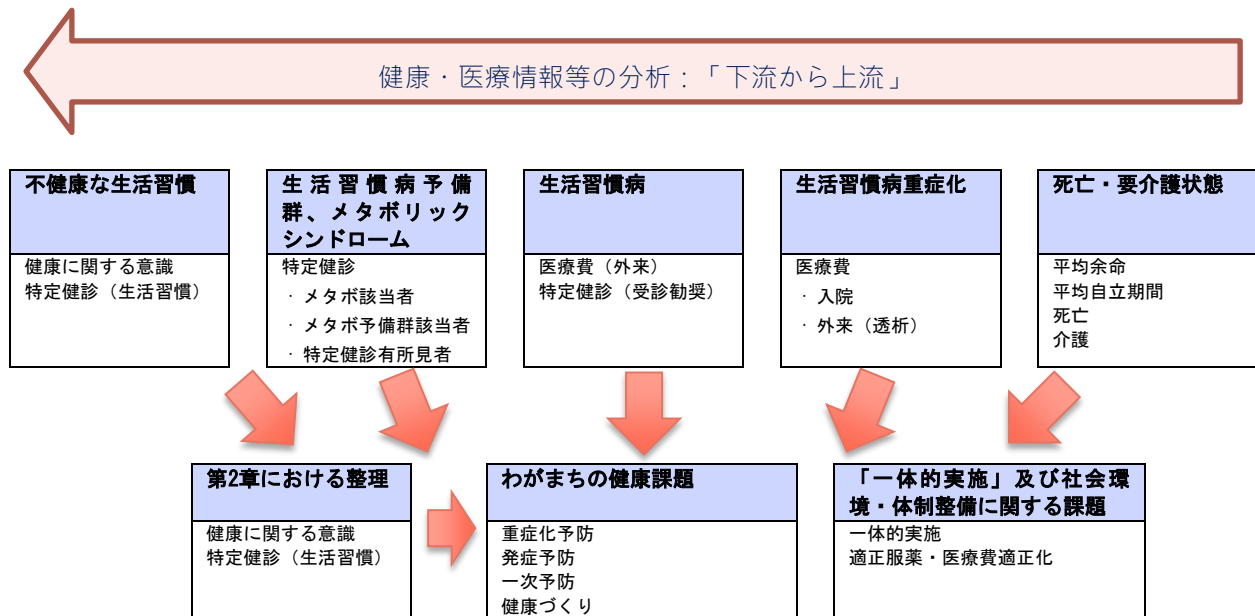 健康・医療情報等の分析：「下流から上流」
不健康な生活習慣
健康に関する意識
特定健診（生活習慣）
生活習慣病予備
群、メタボリック
シンドローム
特定健診
・メタボ該当者
・メタボ予備群該当者
・特定健診有所見者
生活習慣病
医療費（外来）
特定健診（受診勧奨）
生活習慣病重症化
医療費
・入院
・外来（透析）
死亡・要介護状態
平均余命
平均自立期間
死亡
介護
第2章における整理
健康に関する意識
特定健診（生活習慣）
わがまちの健康課題
重症化予防
発症予防
一次予防
健康づくり
「一体的実施」及び社会環
境・体制整備に関する課題
一体的実施
適正服薬・医療費適正化